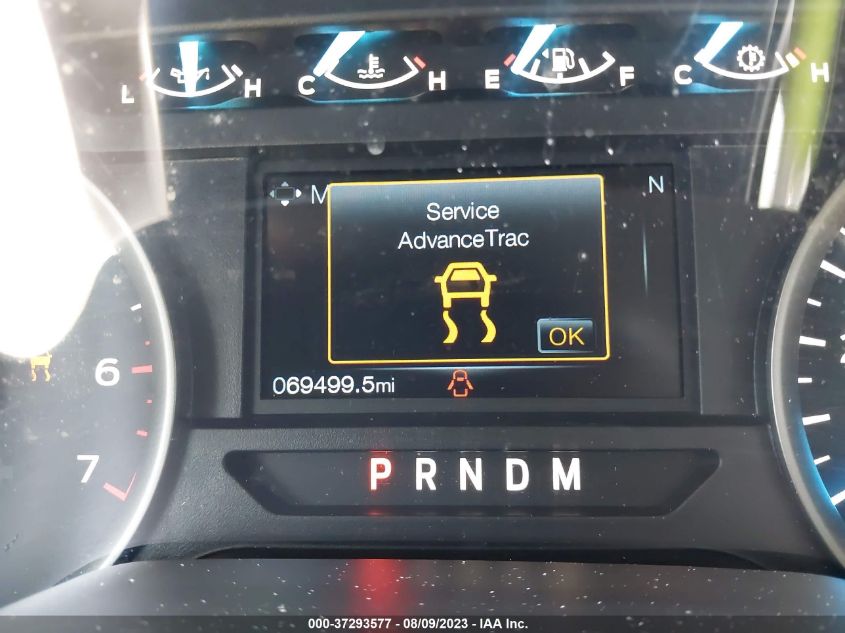 L H C H E F C H
M N
Service
AdvanceTrac
OK
069499.5mi
6
7
P R N D M
000-37293577 - 08/09/2023 - IAA Inc.